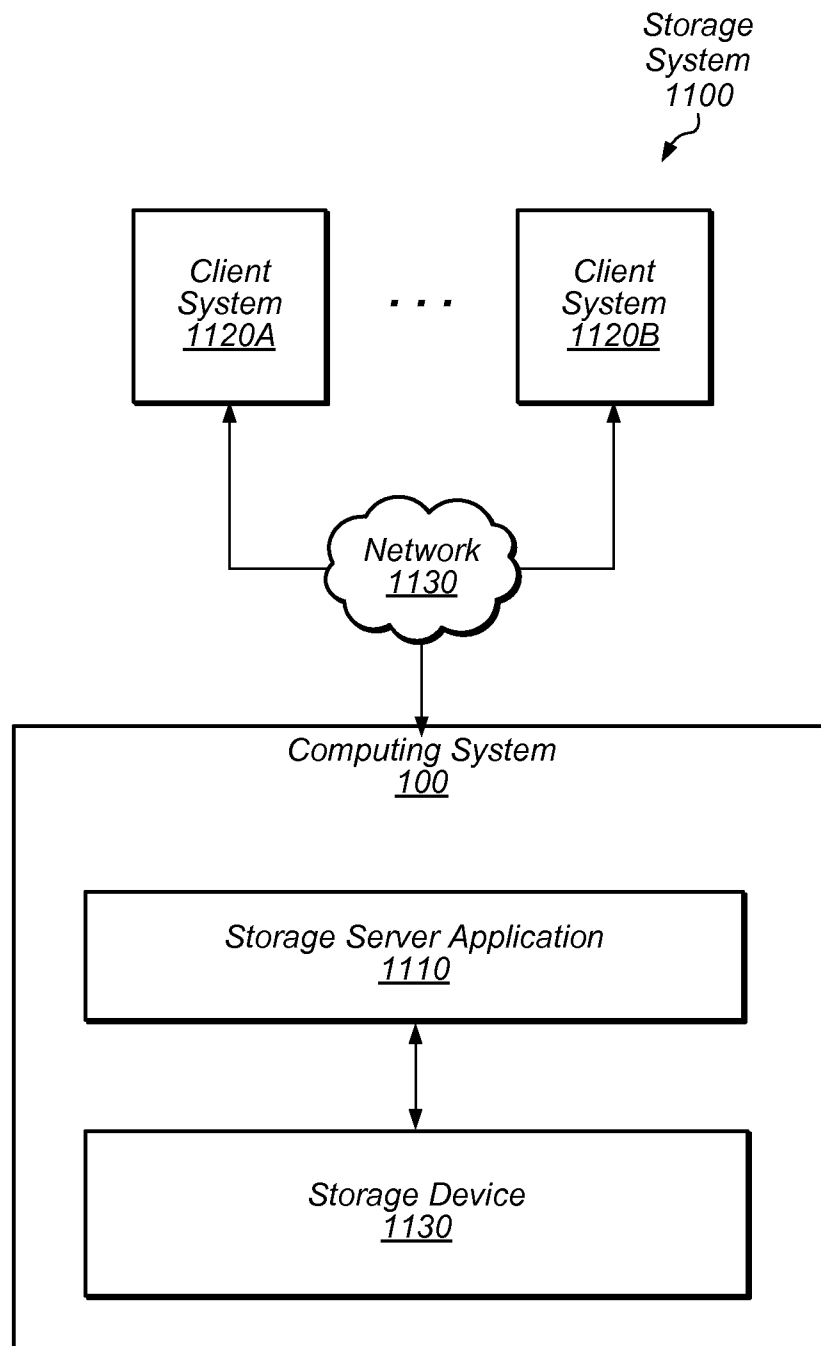 Storage
System
1100
Client
System
1120A
. . .
Client
System
1120B
Network
1130
Computing System
100
Storage Server Application
1110
Storage Device
1130